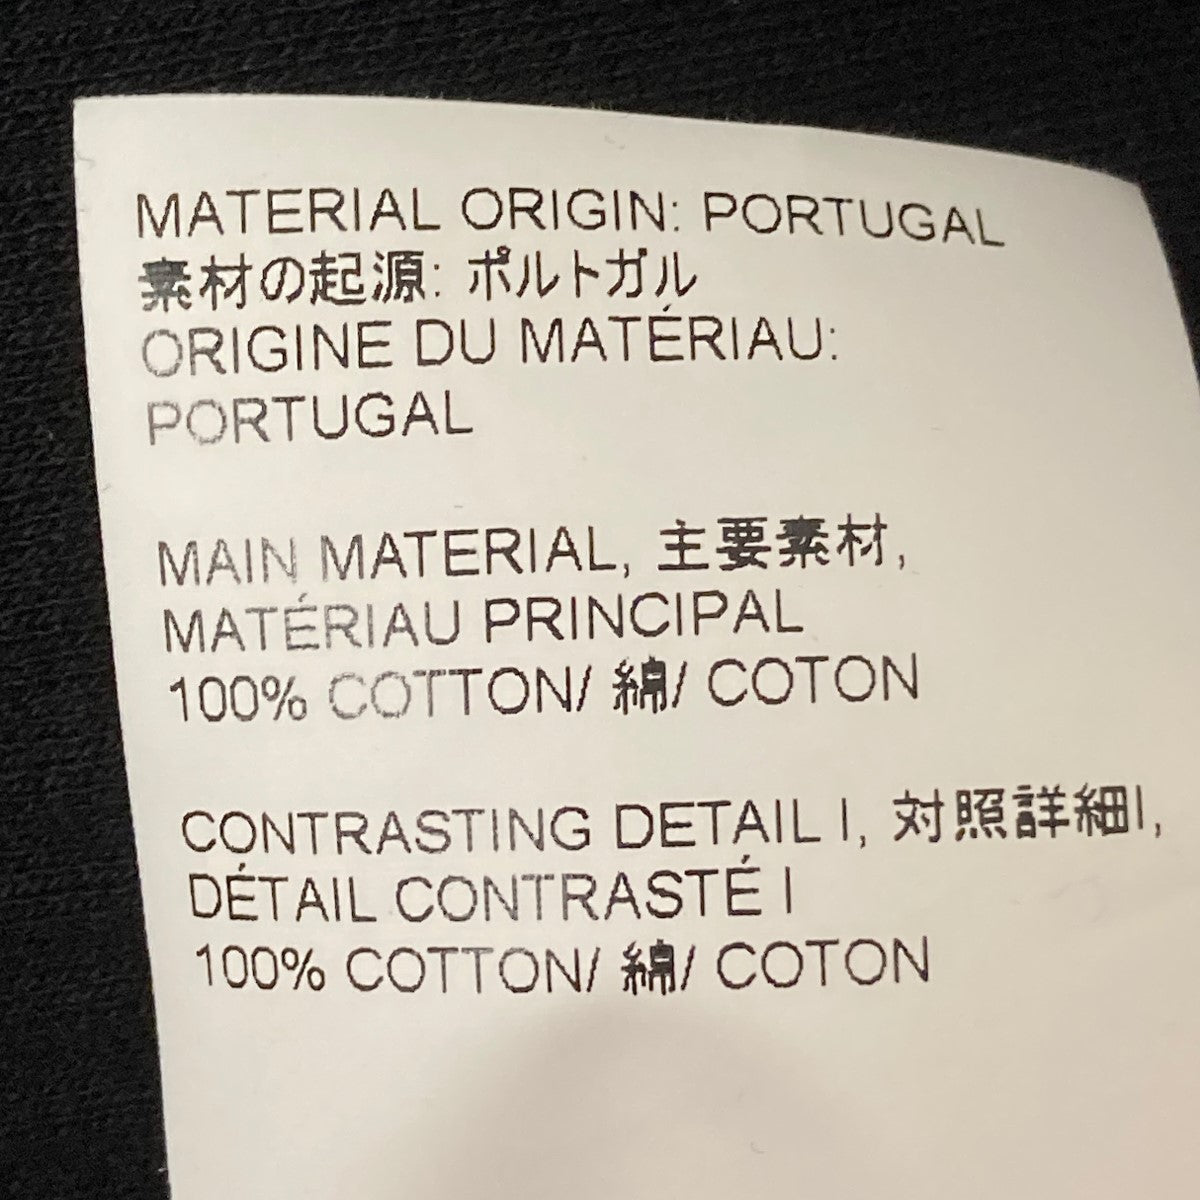 MATERIAL ORIGIN: PORTUGAL
素材の起源: ポルトガル
ORIGINE DU MATÉRIAU:
PORTUGAL
MAIN MATERIAL, 主要素材,
MATÉRIAU PRINCIPAL
100% COTTON/ 綿/ COTON
CONTRASTING DETAIL I, 対照詳細I,
DÉTAIL CONTRASTÉ I
100% COTTON/ 綿/ COTON